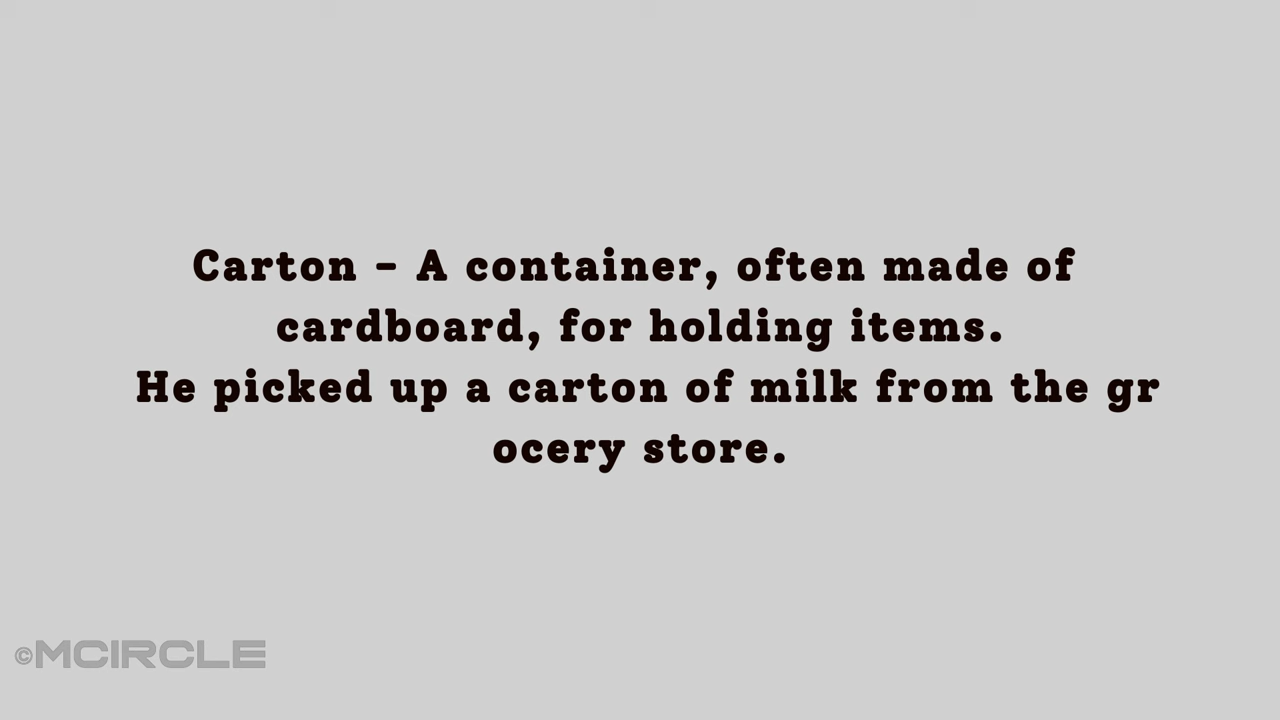 Carton – A container, often made of
cardboard, for holding items.
He picked up a carton of milk from the gr
ocery store.
©MCIRCLE